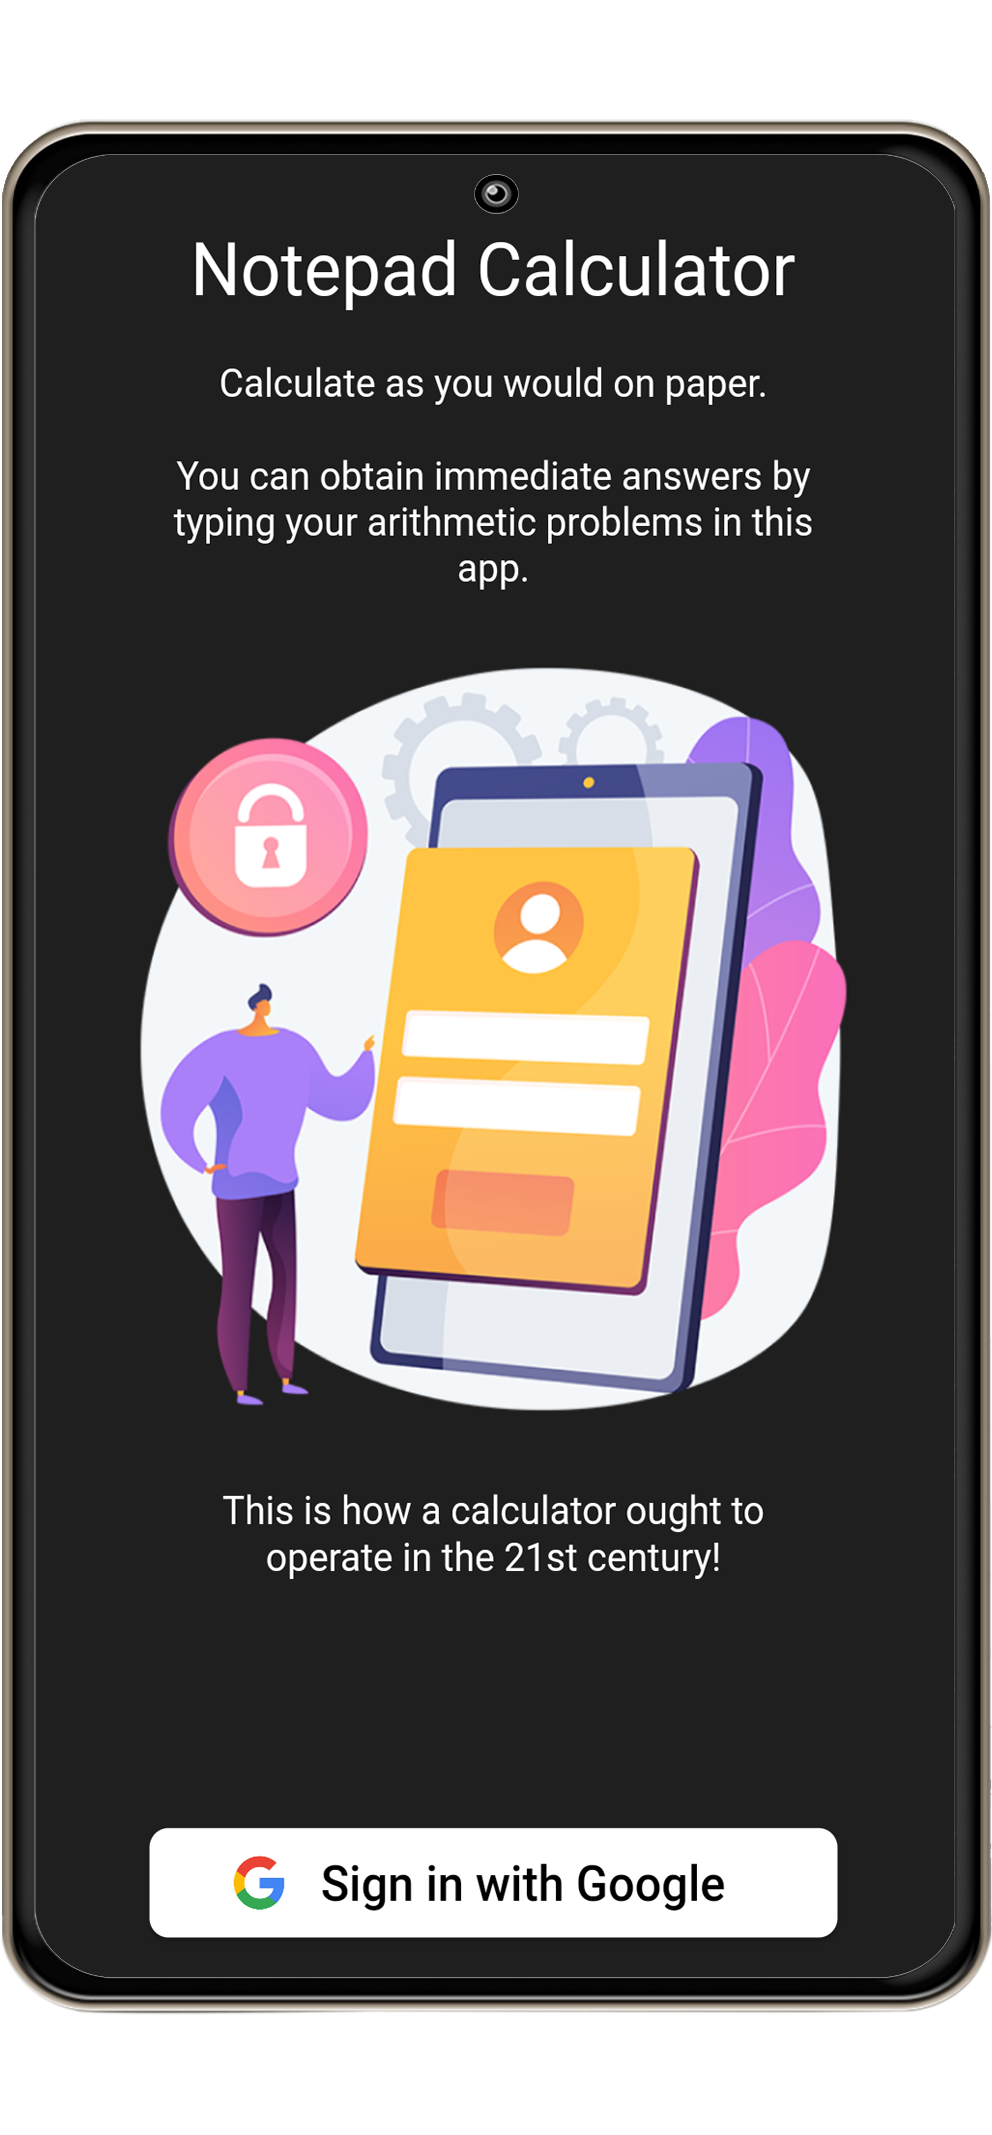 Notepad Calculator
Calculate as you would on paper.
You can obtain immediate answers by
typing your arithmetic problems in this
app.
This is how a calculator ought to
operate in the 21st century!
Sign in with Google